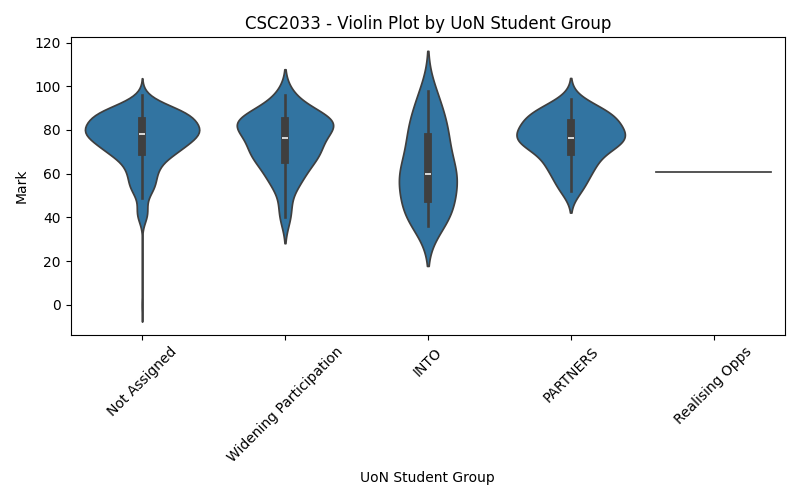 CSC2033 - Violin Plot by UoN Student Group
120
100
80
60
40
20
0
Mark
Not Assigned
Widening Participation
INTO
PARTNERS
Realising Opps
UoN Student Group